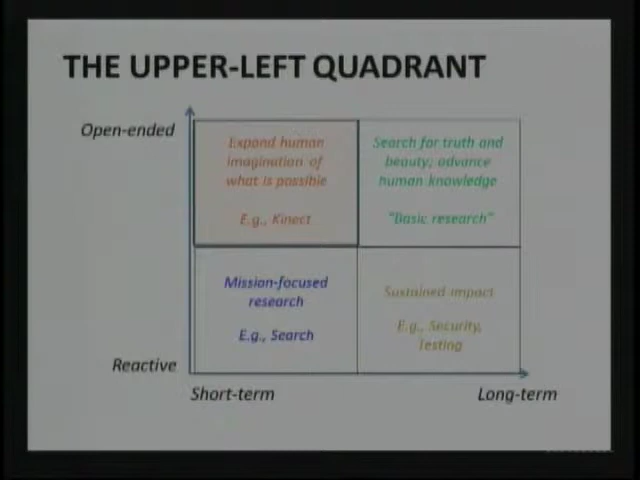 THE UPPER-LEFT QUADRANT
Open-ended
Expand human
imagination of
what is possible
E.g., Kinect
Search for truth and
beauty; advance
human knowledge
"Basic research"
Mission-focused
research
E.g., Search
Sustained impact
E.g., Security,
Testing
Reactive
Short-term
Long-term